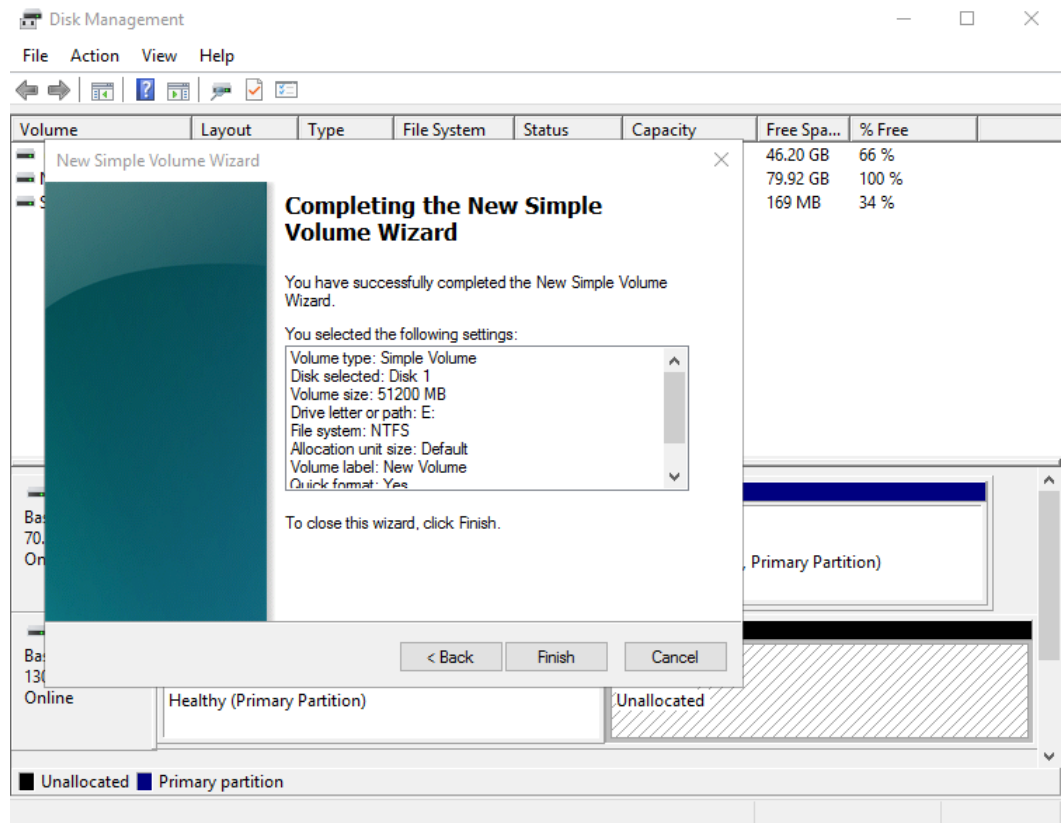 Disk Management
File Action View Help
Volume Layout Type File System Status Capacity Free Spa... % Free
46.20 GB 66 %
79.92 GB 100 %
169 MB 34 %
New Simple Volume Wizard
Completing the New Simple
Volume Wizard
You have successfully completed the New Simple Volume
Wizard.
You selected the following settings:
Volume type: Simple Volume
Disk selected: Disk 1
Volume size: 51200 MB
Drive letter or path: E:
File system: NTFS
Allocation unit size: Default
Volume label: New Volume
Quick format: Yes
To close this wizard, click Finish.
< Back Finish Cancel
70.
, Primary Partition)
Online
Healthy (Primary Partition)
Unallocated
Unallocated Primary partition